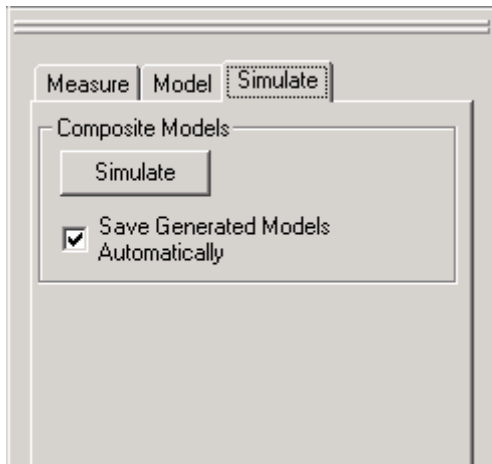 Measure Model Simulate
Composite Models
Simulate
Save Generated Models
Automatically